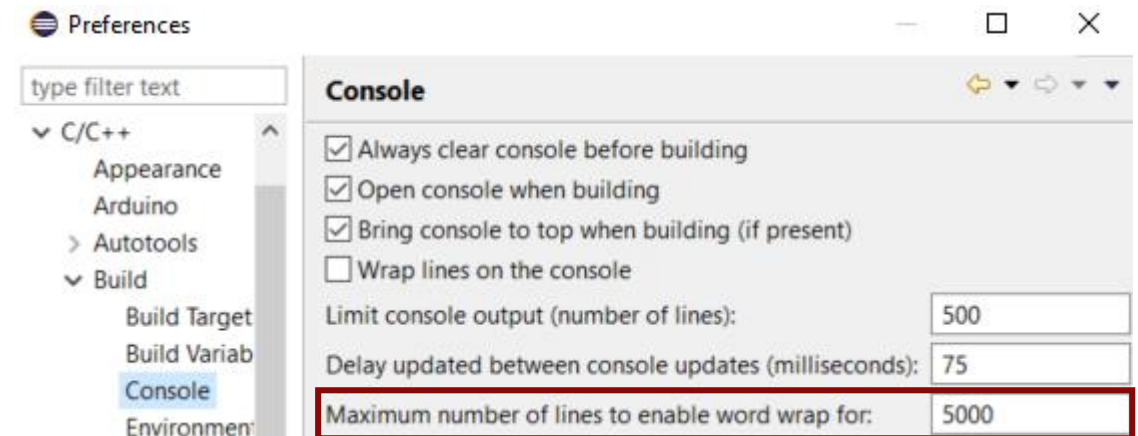 Preferences
type filter text
C/C++
Appearance
Arduino
Autotools
Build
Build Target
Build Variab
Console
Environmen
Console
Always clear console before building
Open console when building
Bring console to top when building (if present)
Wrap lines on the console
Limit console output (number of lines): 500
Delay updated between console updates (milliseconds): 75
Maximum number of lines to enable word wrap for: 5000